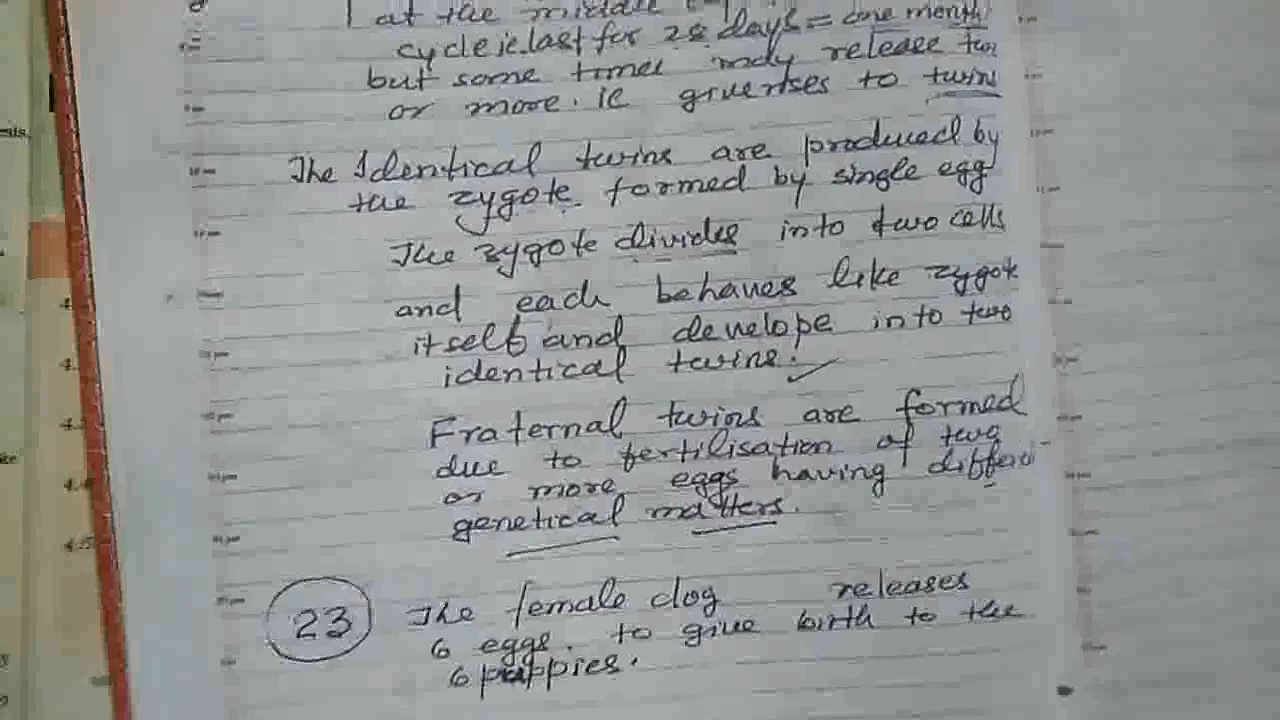 at the middle
cycle ie last for 28 days = one month
but some times may release
or more. ie giverises to twins
The Identical twins are produced by
the zygote formed by single egg
The zygote divides into two cells
and each behaves like zygote
itself and develope into two
identical twins.
Fraternal twins are formed
due to fertilisation of two
or more eggs having
genetical matters.
23 The female dog releases
6 eggs. to give birth to the
6 puppies.